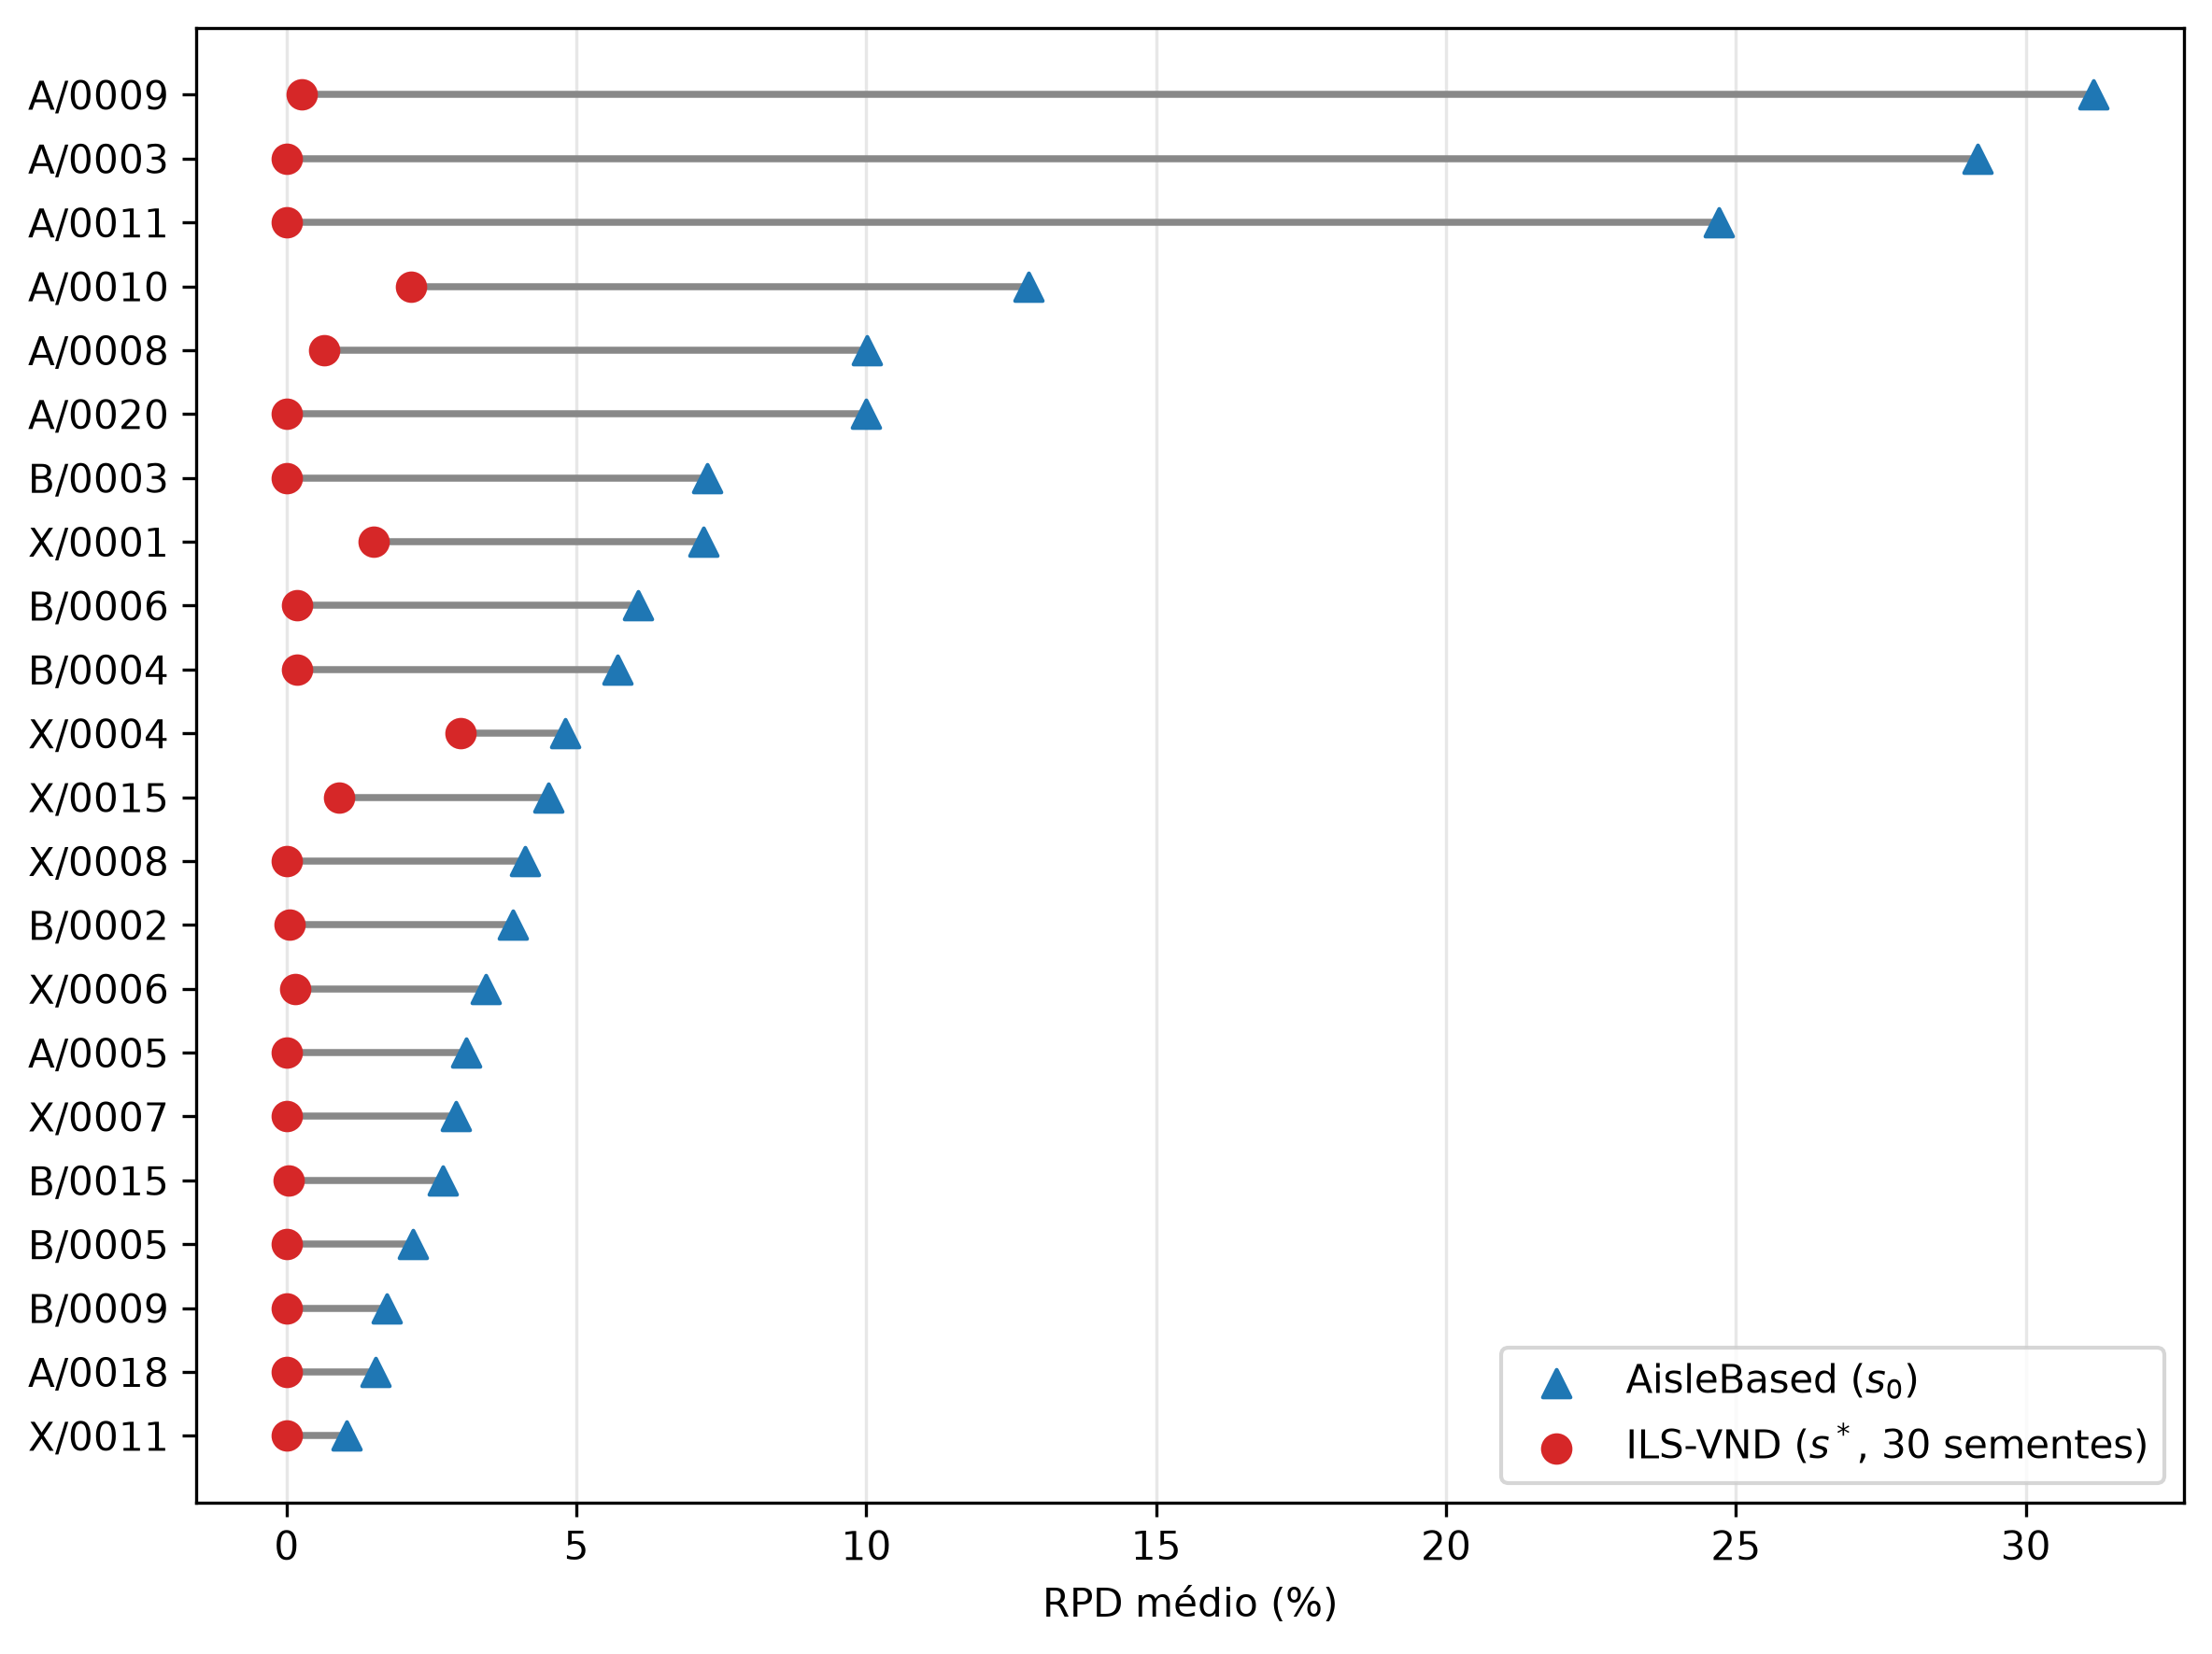 A/0009
A/0003
A/0011
A/0010
A/0008
A/0020
B/0003
X/0001
B/0006
B/0004
X/0004
X/0015
X/0008
B/0002
X/0006
A/0005
X/0007
B/0015
B/0005
B/0009
A/0018
X/0011
AisleBased (s₀)
ILS-VND (s*, 30 sementes)
0 5 10 15 20 25 30
RPD médio (%)